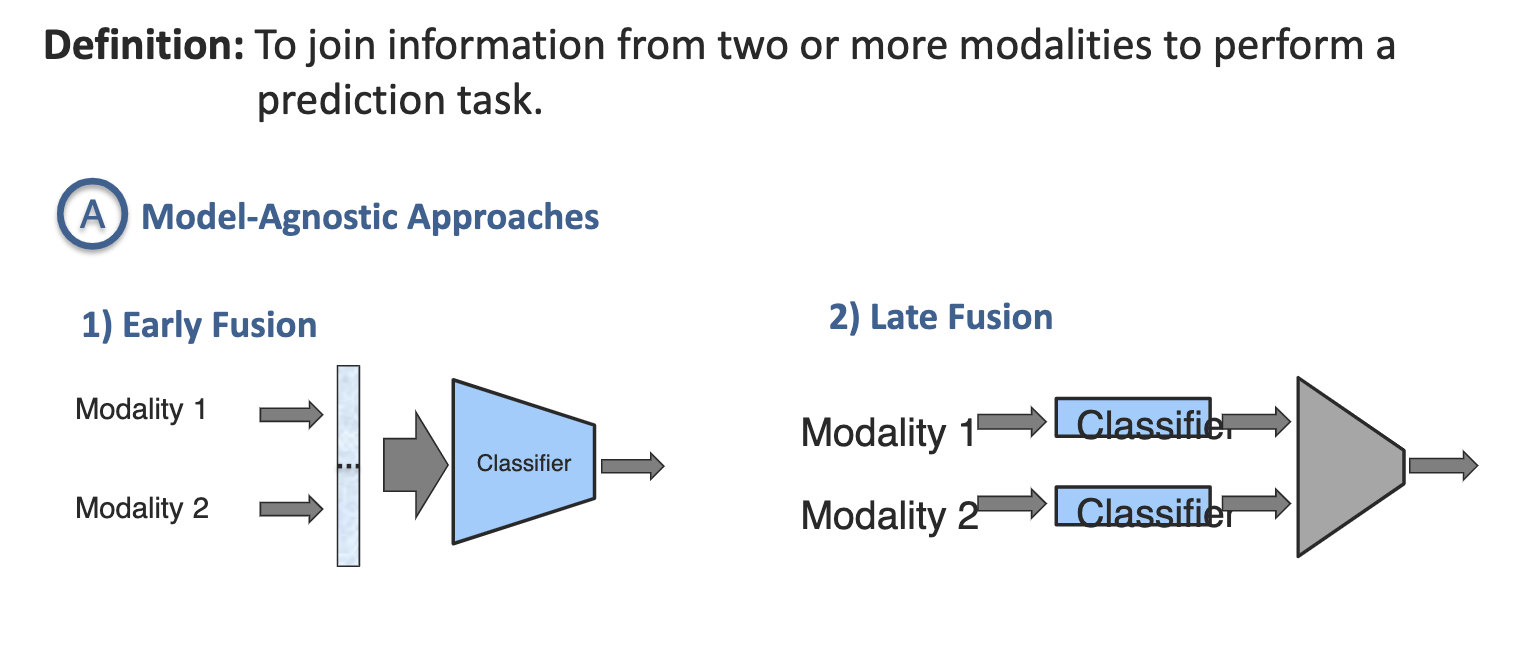 Definition: To join information from two or more modalities to perform a
prediction task.
A Model-Agnostic Approaches
1) Early Fusion
Modality 1
Modality 2
Classifier
2) Late Fusion
Modality 1
Classifier
Modality 2
Classifier